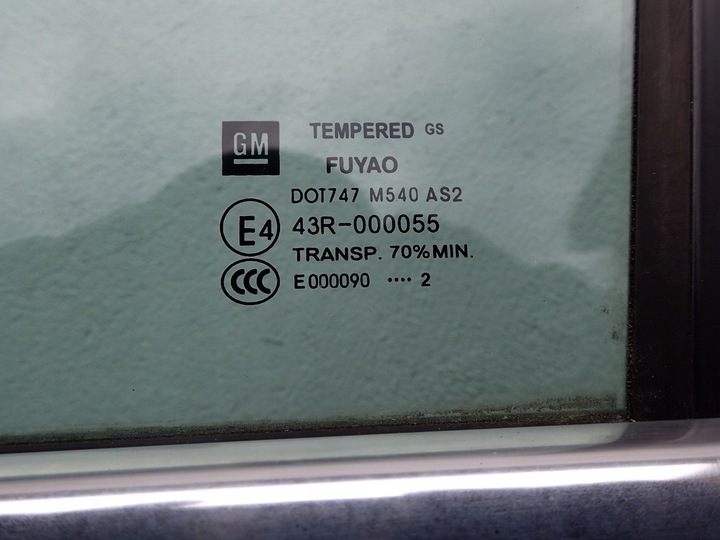 GM
TEMPERED GS
FUYAO
DOT747 M540 AS2
E4 43R-000055
TRANSP. 70%MIN.
CCC E000090 •••• 2